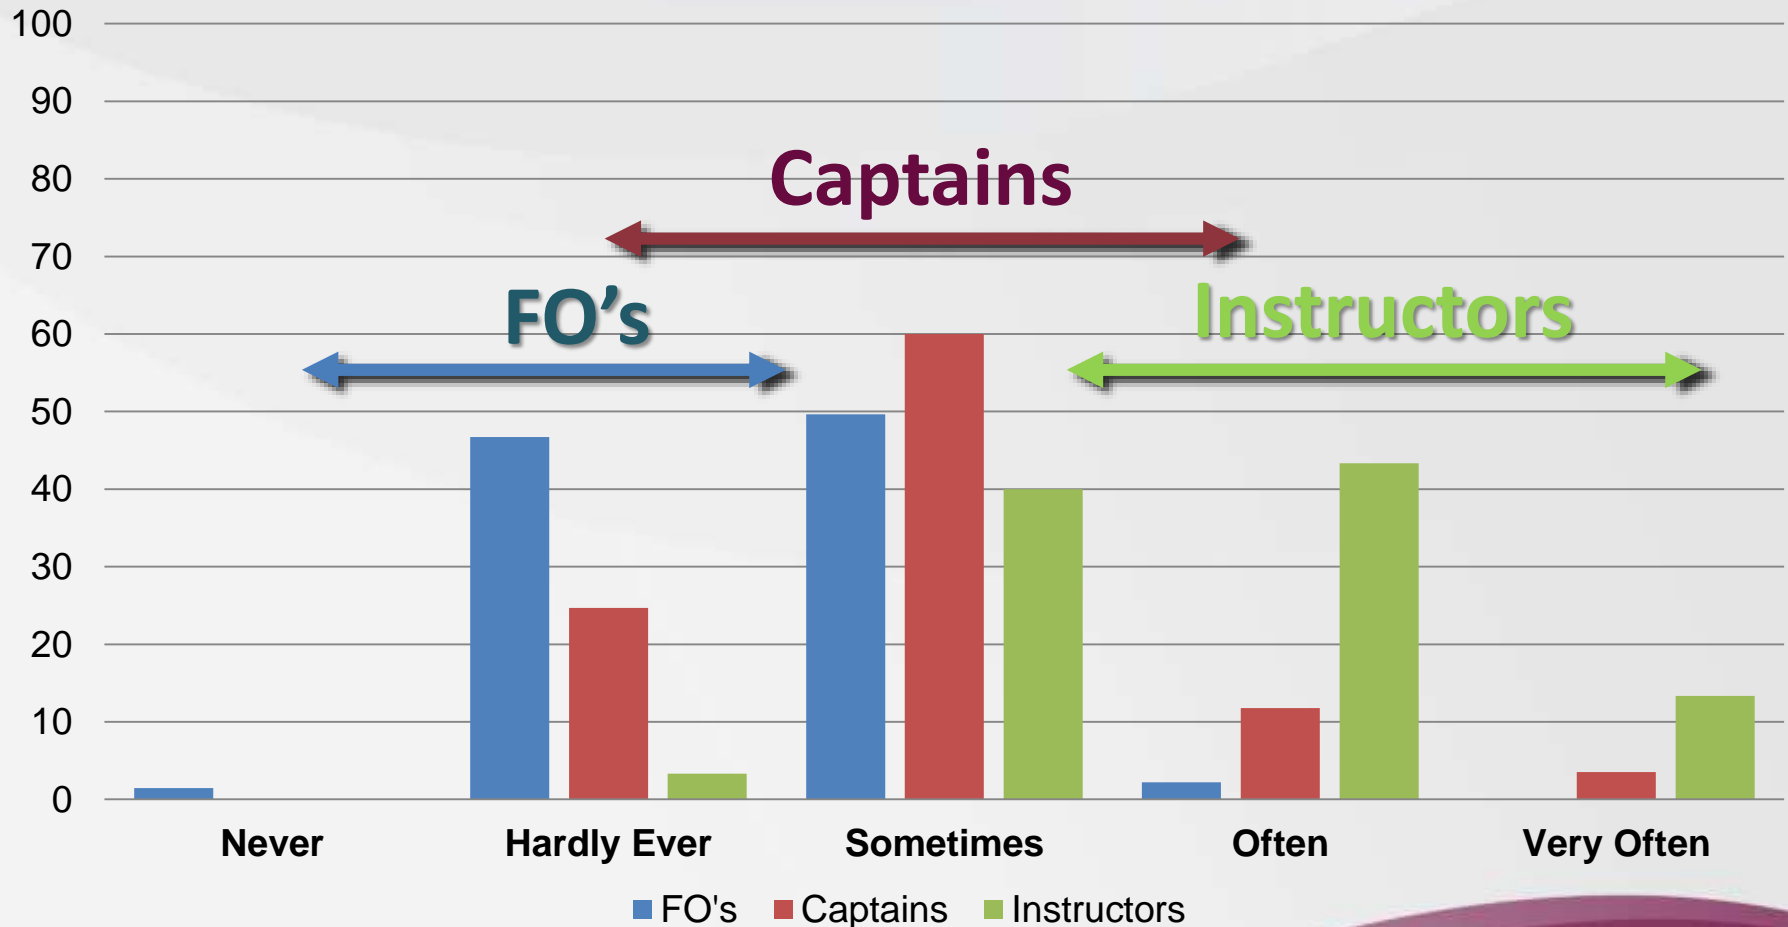 100
90
80
70
60
50
40
30
20
10
0
Captains
FO’s
Instructors
Never Hardly Ever Sometimes Often Very Often
FO's Captains Instructors